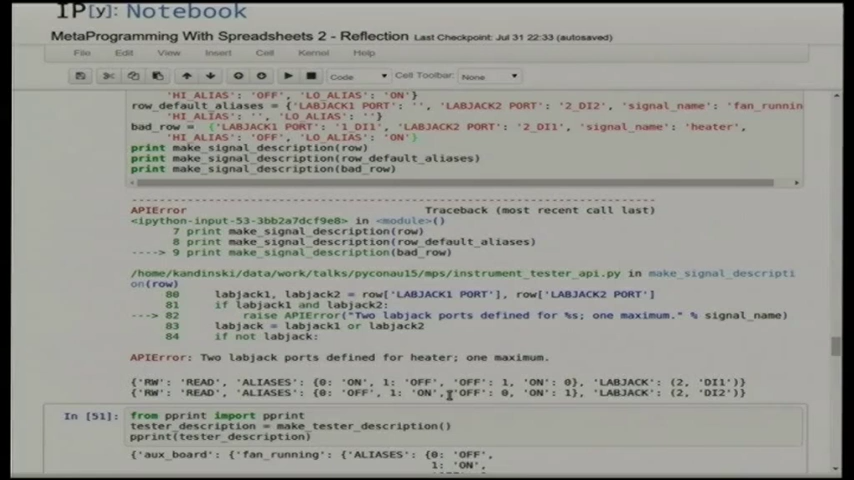 IP[y]: Notebook
MetaProgramming With Spreadsheets 2 - Reflection Last Checkpoint: Jul 31 22:33 (autosaved)
File Edit View Insert Cell Kernel Help
Code Cell Toolbar: None
'HI_ALIAS': 'OFF', 'LO_ALIAS': 'ON'}
row_default_aliases = {'LABJACK1 PORT': '', 'LABJACK2 PORT': '2_DI2', 'signal_name': 'fan_runnin
'HI_ALIAS': '', 'LO_ALIAS': ''}
bad_row = {'LABJACK1 PORT': '1_DI1', 'LABJACK2 PORT': '2_DI1', 'signal_name': 'heater',
'HI_ALIAS': 'OFF', 'LO_ALIAS': 'ON'}
print make_signal_description(row)
print make_signal_description(row_default_aliases)
print make_signal_description(bad_row)
---------------------------------------------------------------------------
APIError Traceback (most recent call last)
<ipython-input-53-3bb2a7dcf9e8> in <module>()
7 print make_signal_description(row)
8 print make_signal_description(row_default_aliases)
----> 9 print make_signal_description(bad_row)
/home/kandinski/data/work/talks/pyconau15/mps/instrument_tester_api.py in make_signal_descripti
on(row)
80 labjack1, labjack2 = row['LABJACK1 PORT'], row['LABJACK2 PORT']
81 if labjack1 and labjack2:
---> 82 raise APIError("Two labjack ports defined for %s; one maximum." % signal_name)
83 labjack = labjack1 or labjack2
84 if not labjack:
APIError: Two labjack ports defined for heater; one maximum.
{'RW': 'READ', 'ALIASES': {0: 'ON', 1: 'OFF', 'OFF': 1, 'ON': 0}, 'LABJACK': (2, 'DI1')}
{'RW': 'READ', 'ALIASES': {0: 'OFF', 1: 'ON', 'OFF': 0, 'ON': 1}, 'LABJACK': (2, 'DI2')}
In [51]: from pprint import pprint
tester_description = make_tester_description()
pprint(tester_description)
{'aux_board': {'fan_running': {'ALIASES': {0: 'OFF',
1: 'ON',